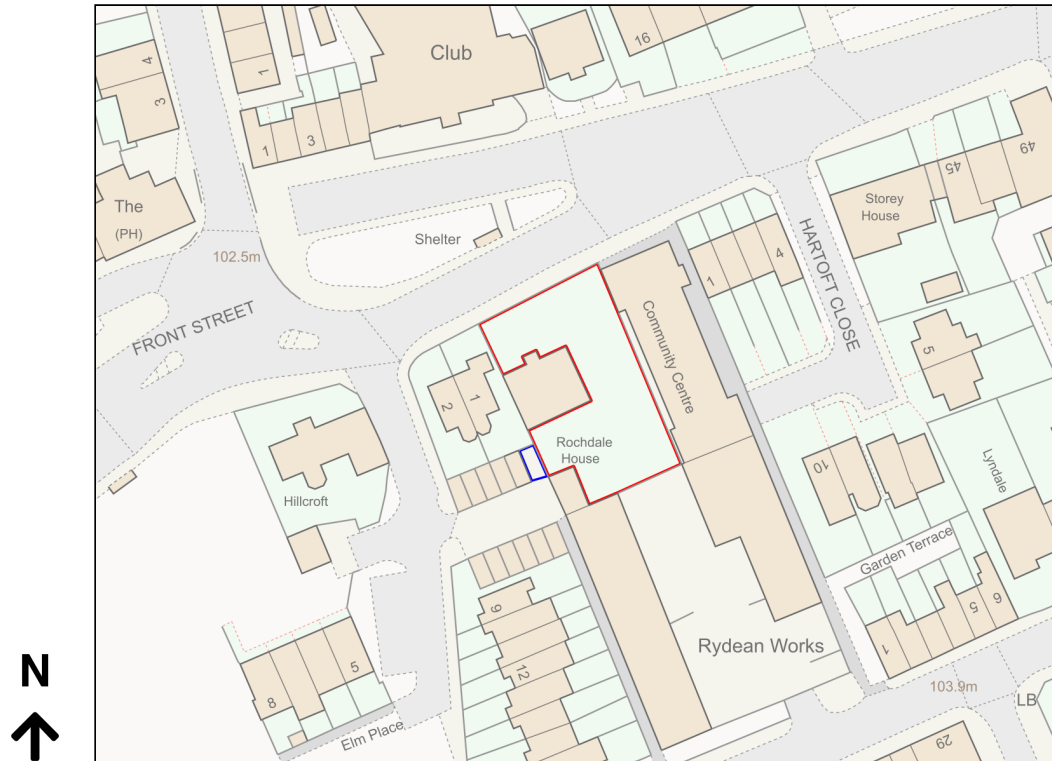 Club
16
4
3
1
1
3
The
(PH)
102.5m
Shelter
FRONT STREET
Storey
House
45
49
HARTOFT CLOSE
1
4
Community Centre
5
2
1
Rochdale
House
Hillcroft
10
Lyndale
Garden Terrace
1
5
6
9
12
Rydean Works
8
5
Elm Place
103.9m
LB
29
N